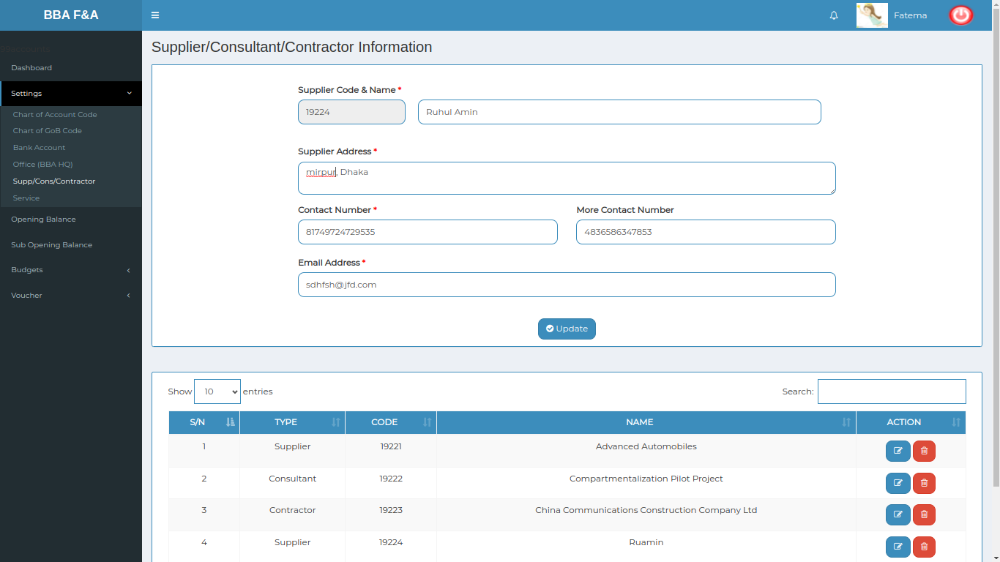 BBA F&A
Fatema
Dashboard
Settings
Chart of Account Code
Chart of GoB Code
Bank Account
Office (BBA HQ)
Supp/Cons/Contractor
Service
Opening Balance
Sub Opening Balance
Budgets
Voucher
Supplier/Consultant/Contractor Information
Supplier Code & Name *
19224 Ruhul Amin
Supplier Address *
mirpur, Dhaka
Contact Number * More Contact Number
81749724729535 4836586347853
Email Address *
sdhfsh@jfd.com
Update
Show 10 entries Search:
S/N TYPE CODE NAME ACTION
1 Supplier 19221 Advanced Automobiles
2 Consultant 19222 Compartmentalization Pilot Project
3 Contractor 19223 China Communications Construction Company Ltd
4 Supplier 19224 Ruamin